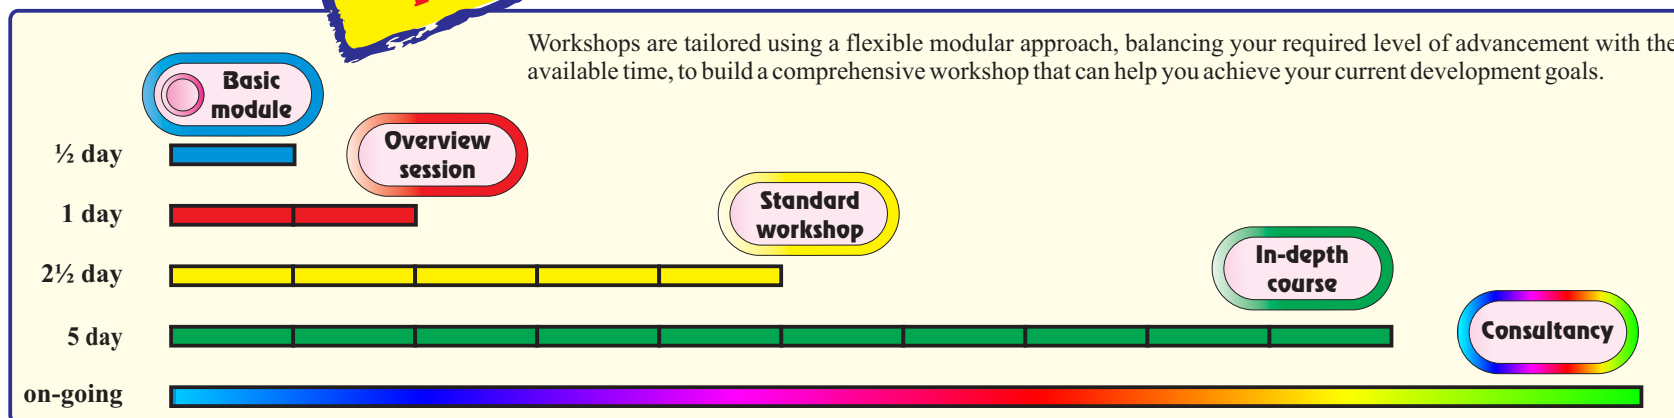 Workshops are tailored using a flexible modular approach, balancing your required level of advancement with the
available time, to build a comprehensive workshop that can help you achieve your current development goals.
Basic
module
½ day
Overview
session
1 day
Standard
workshop
2½ day
In-depth
course
5 day
Consultancy
on-going